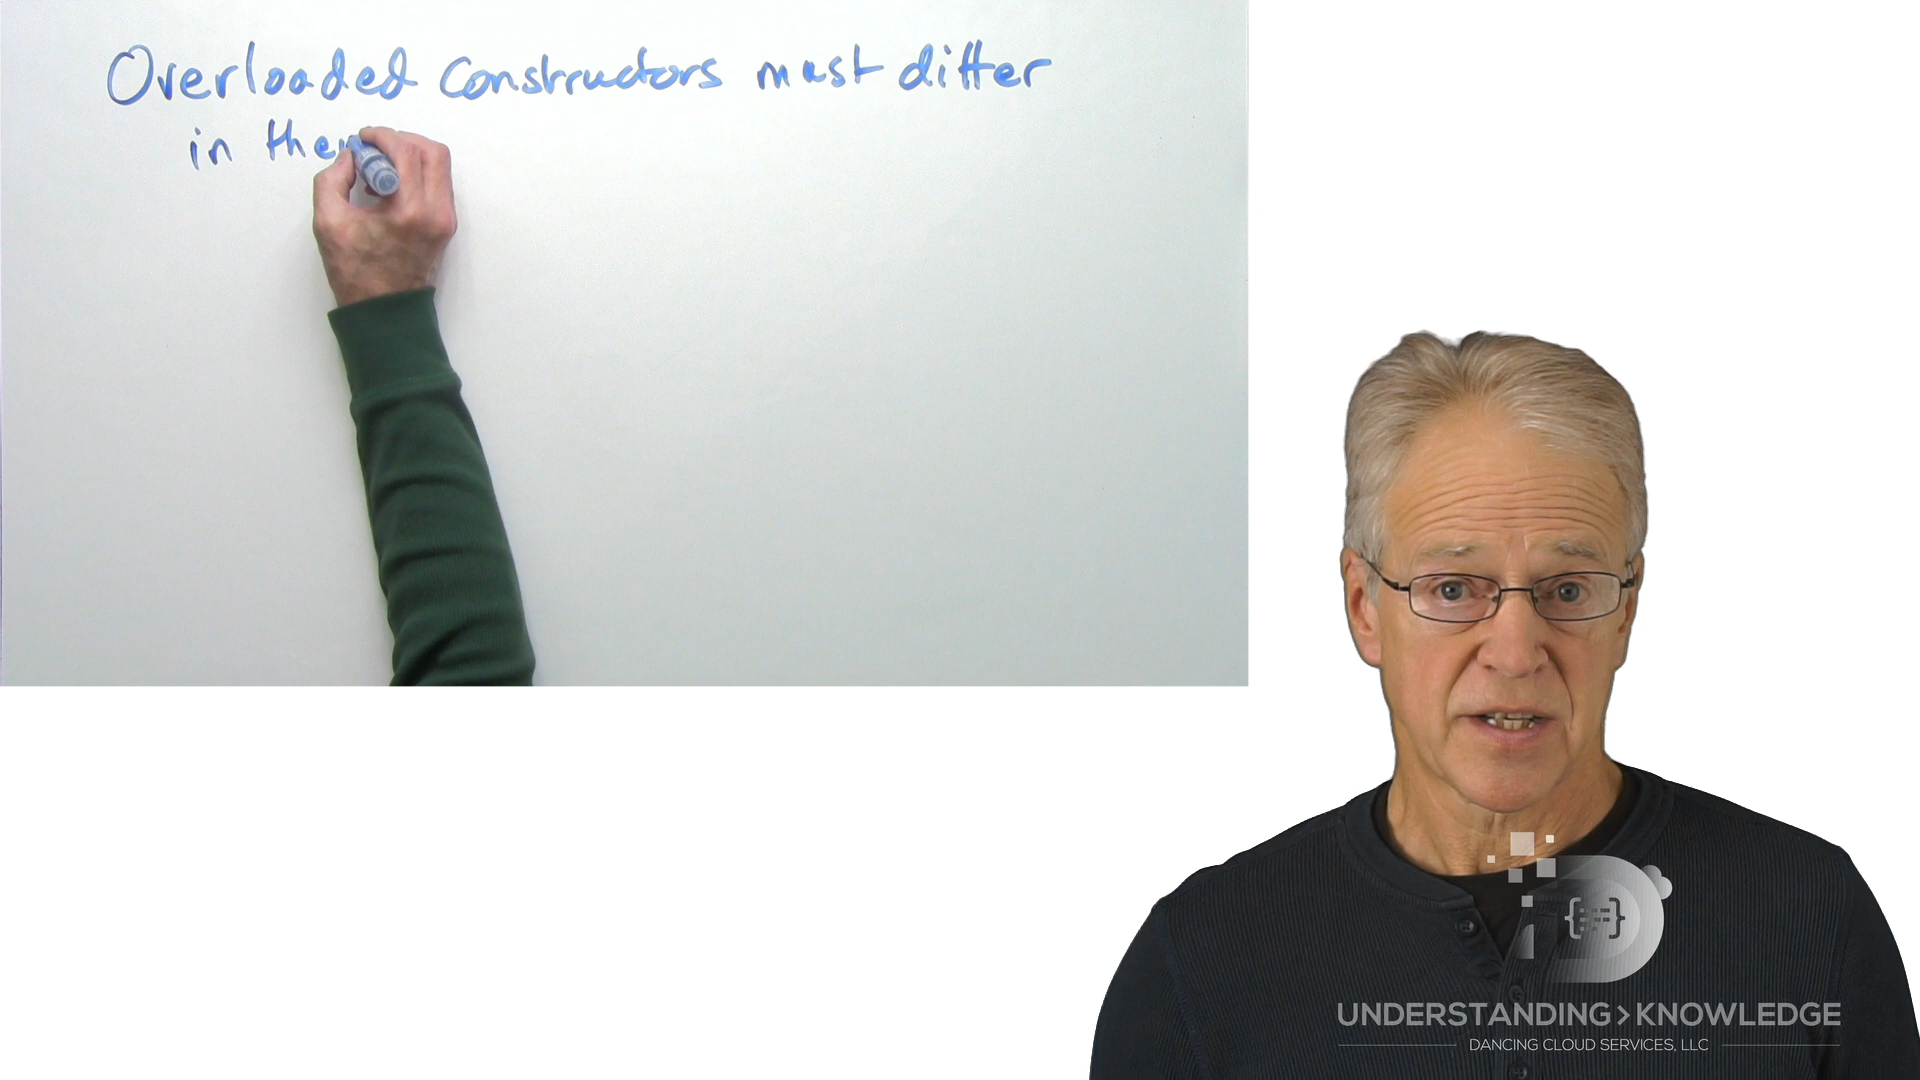 Overloaded constructors must differ
in the
UNDERSTANDING>KNOWLEDGE
DANCING CLOUD SERVICES, LLC